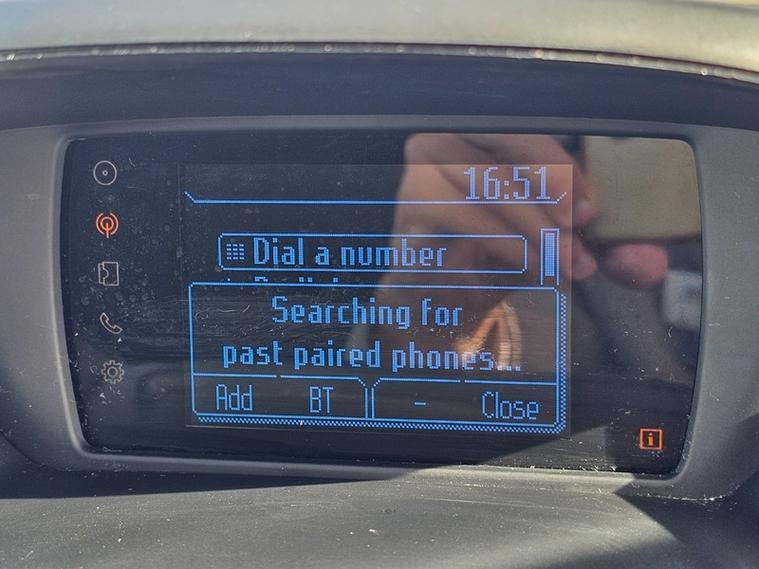 16:51
Dial a number
Searching for
past paired phones...
Add BT - Close
i